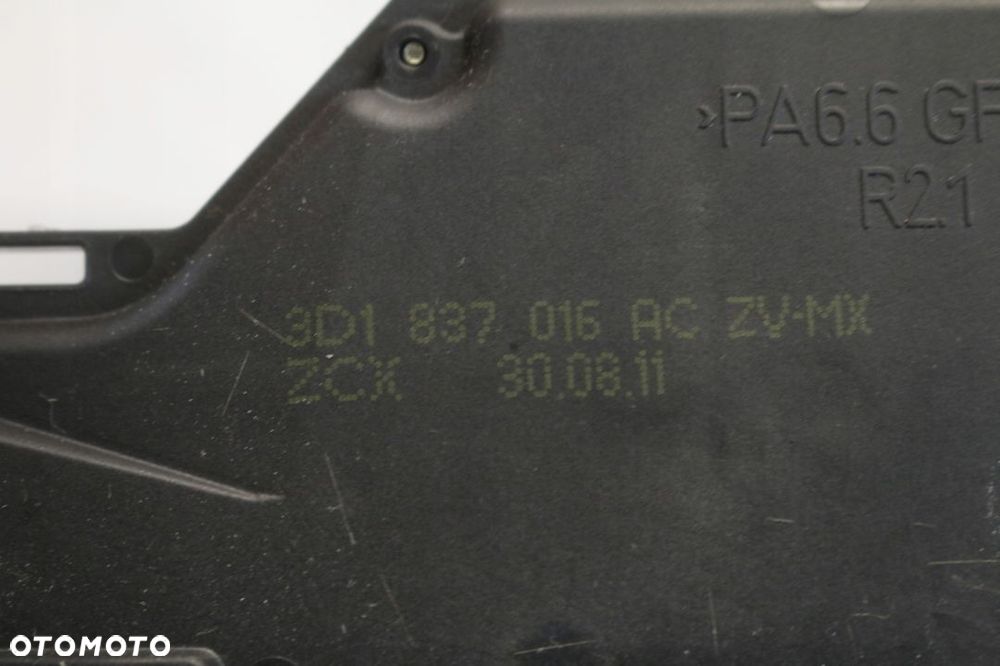 >PA6.6 GF
R2.1
3D1 837 016 AC ZV-MX
ZCX 30.08.11
OTOMOTO